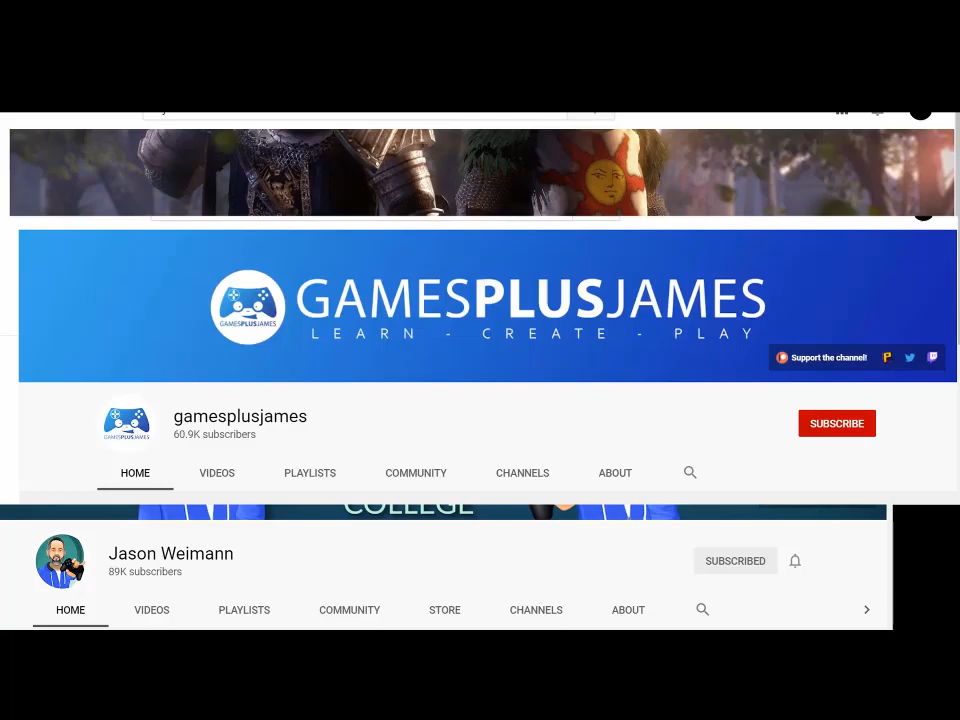 GAMESPLUSJAMES
LEARN - CREATE - PLAY
GAMESPLUSJAMES
Support the channel!
gamesplusjames
60.9K subscribers
GAMESPLUSJAMES
SUBSCRIBE
HOME VIDEOS PLAYLISTS COMMUNITY CHANNELS ABOUT
COLLEGE
Jason Weimann
89K subscribers
SUBSCRIBED
HOME VIDEOS PLAYLISTS COMMUNITY STORE CHANNELS ABOUT